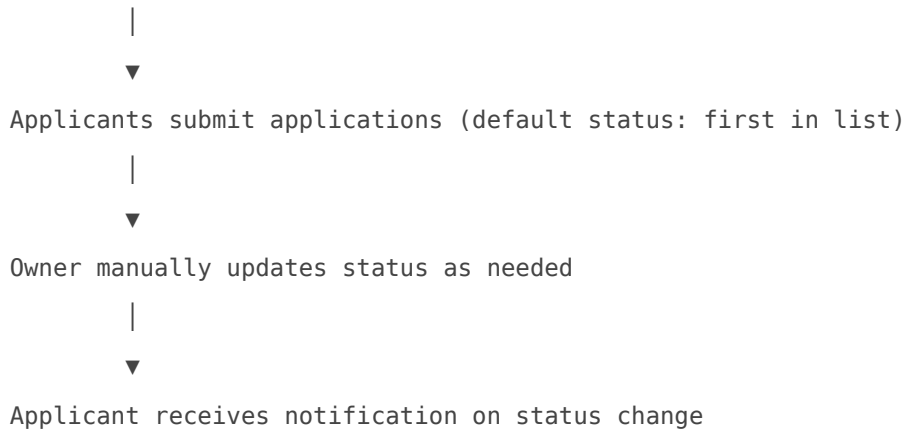 │
▼
Applicants submit applications (default status: first in list)
│
▼
Owner manually updates status as needed
│
▼
Applicant receives notification on status change